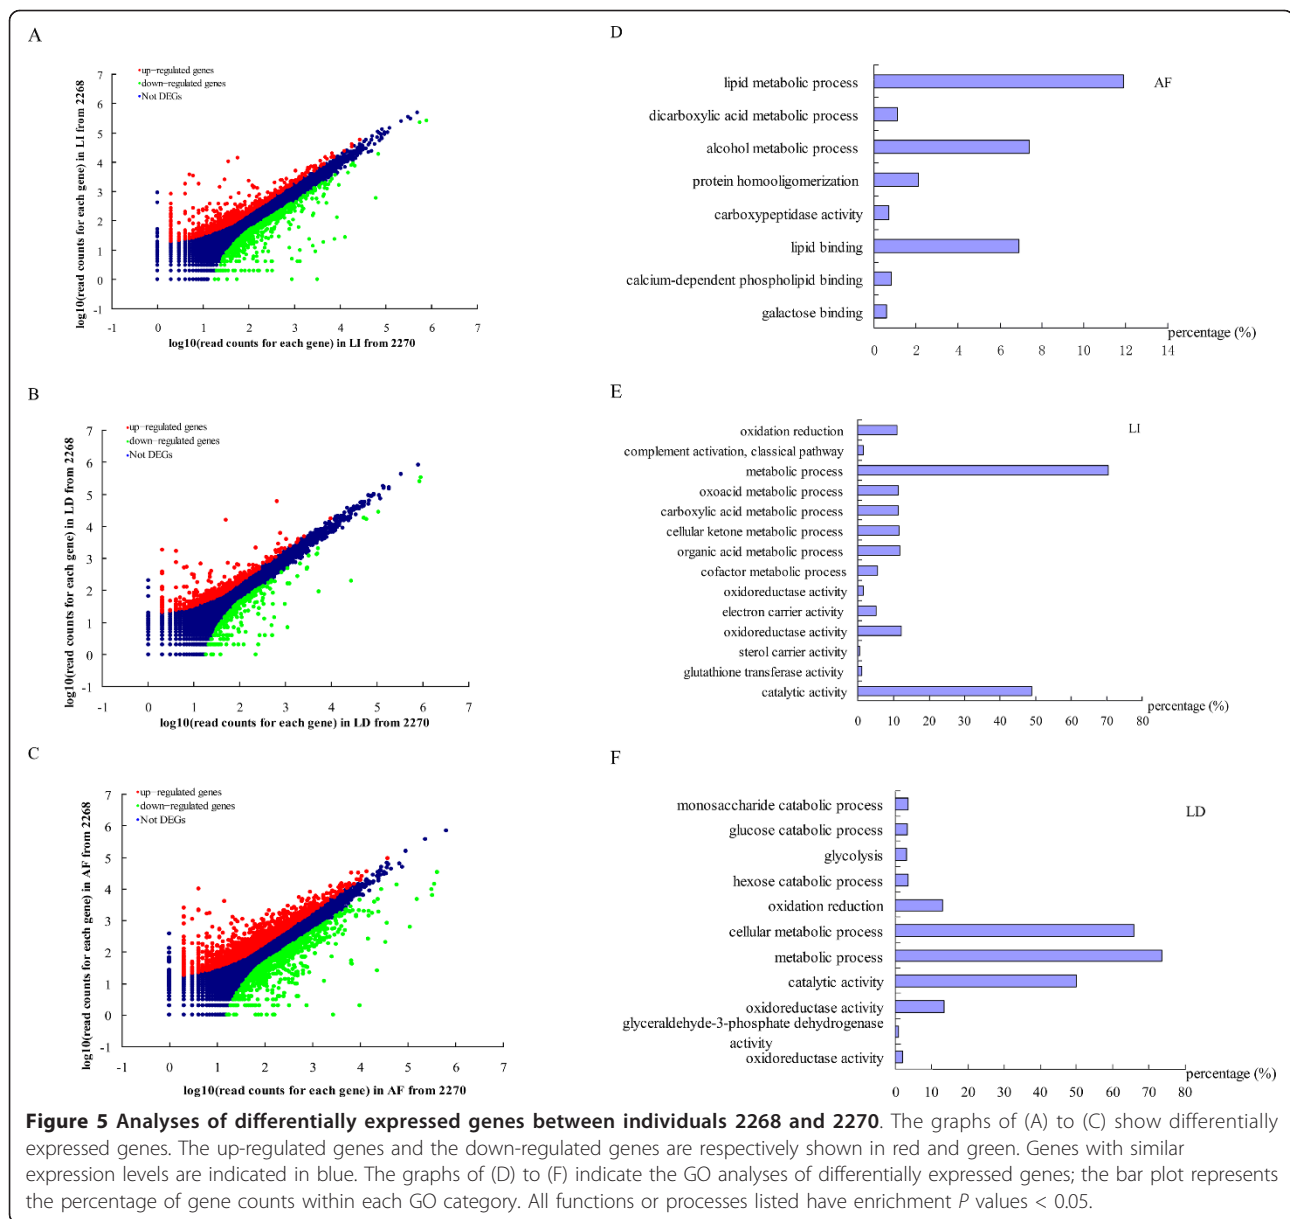 A
up-regulated genes
down-regulated genes
Not DEGs
log10(read counts for each gene) in LI from 2268
7
6
5
4
3
2
1
0
-1
-1 0 1 2 3 4 5 6 7
log10(read counts for each gene) in LI from 2270
D
AF
lipid metabolic process
dicarboxylic acid metabolic process
alcohol metabolic process
protein homooligomerization
carboxypeptidase activity
lipid binding
calcium-dependent phospholipid binding
galactose binding
percentage (%)
0 2 4 6 8 10 12 14
B
up-regulated genes
down-regulated genes
Not DEGs
log10(read counts for each gene) in LD from 2268
7
6
5
4
3
2
1
0
-1
-1 0 1 2 3 4 5 6 7
log10(read counts for each gene) in LD from 2270
E
LI
oxidation reduction
complement activation, classical pathway
metabolic process
oxoacid metabolic process
carboxylic acid metabolic process
cellular ketone metabolic process
organic acid metabolic process
cofactor metabolic process
oxidoreductase activity
electron carrier activity
oxidoreductase activity
sterol carrier activity
glutathione transferase activity
catalytic activity
percentage (%)
0 10 20 30 40 50 60 70 80
C
up-regulated genes
down-regulated genes
Not DEGs
log10(read counts for each gene) in AF from 2268
7
6
5
4
3
2
1
0
-1
-1 0 1 2 3 4 5 6 7
log10(read counts for each gene) in AF from 2270
F
LD
monosaccharide catabolic process
glucose catabolic process
glycolysis
hexose catabolic process
oxidation reduction
cellular metabolic process
metabolic process
catalytic activity
oxidoreductase activity
glyceraldehyde-3-phosphate dehydrogenase
activity
oxidoreductase activity
percentage (%)
0 10 20 30 40 50 60 70 80
Figure 5 Analyses of differentially expressed genes between individuals 2268 and 2270. The graphs of (A) to (C) show differentially
expressed genes. The up-regulated genes and the down-regulated genes are respectively shown in red and green. Genes with similar
expression levels are indicated in blue. The graphs of (D) to (F) indicate the GO analyses of differentially expressed genes; the bar plot represents
the percentage of gene counts within each GO category. All functions or processes listed have enrichment P values < 0.05.